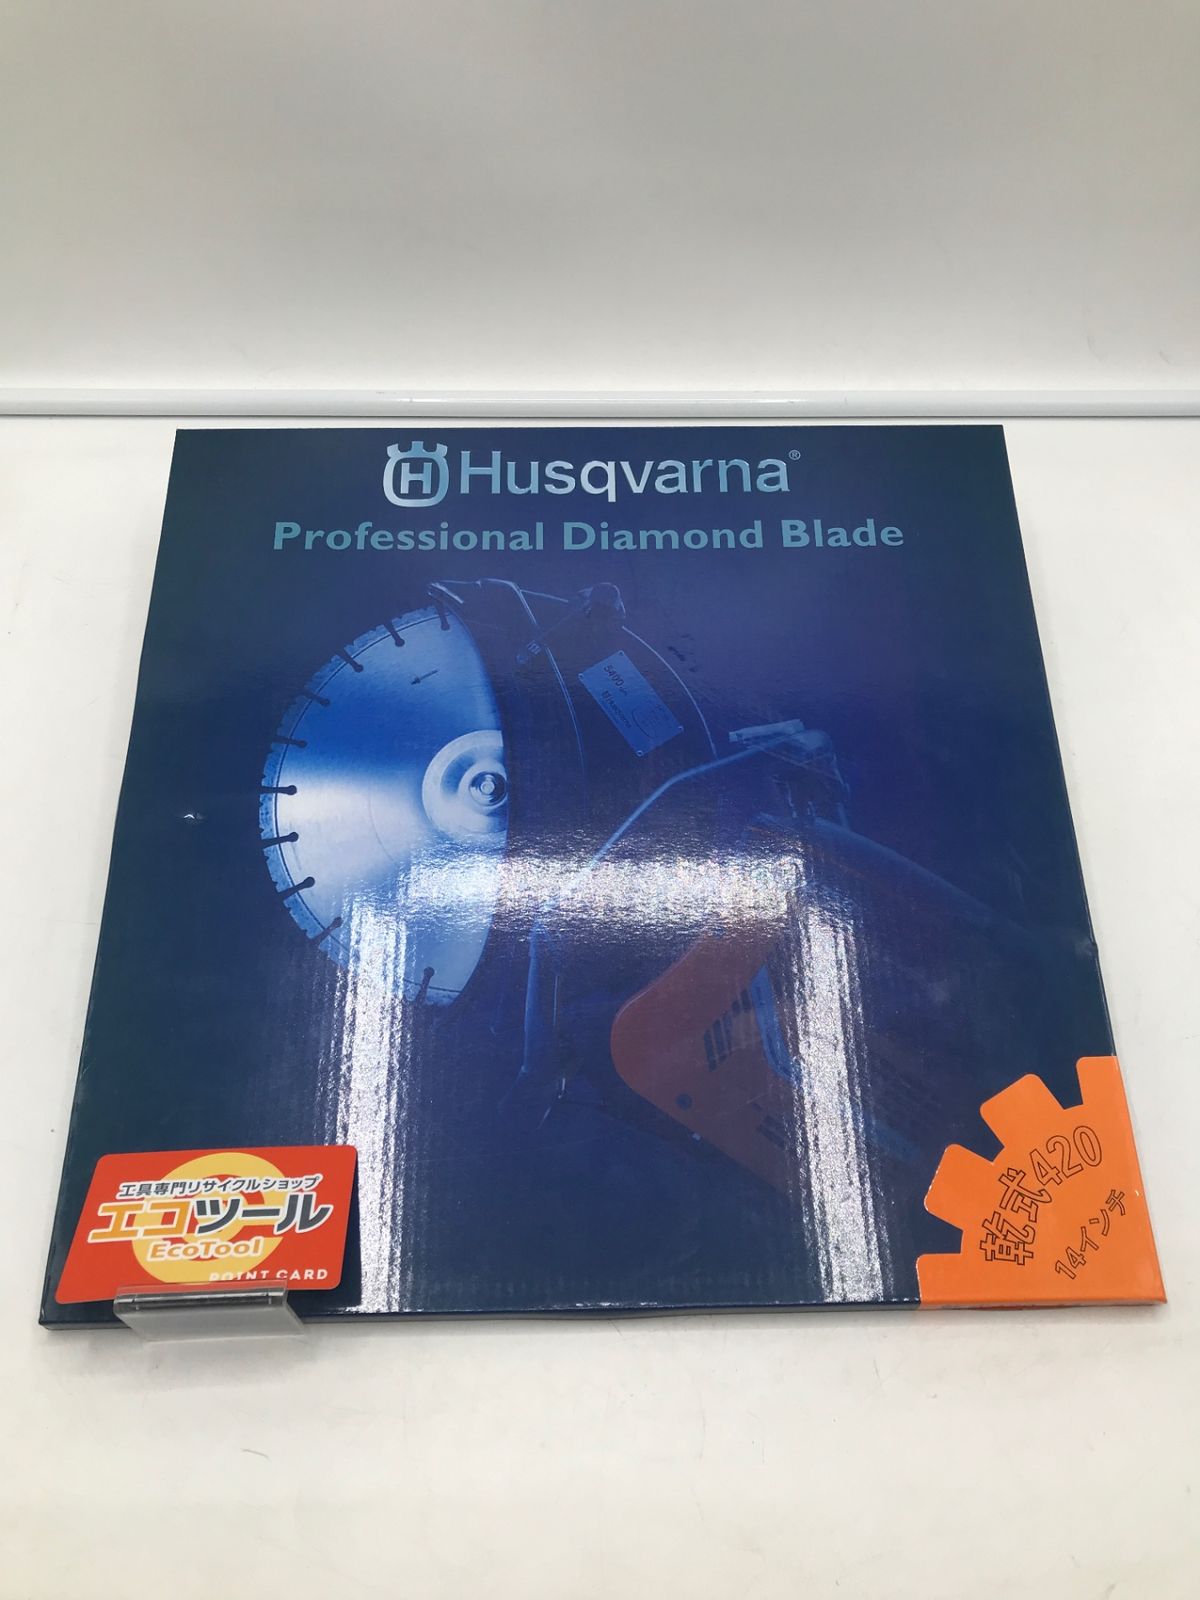 Husqvarna®
Professional Diamond Blade
5400
乾式420
14インチ
工具専門リサイクルショップ
エコツール
EcoTool
POINT CARD